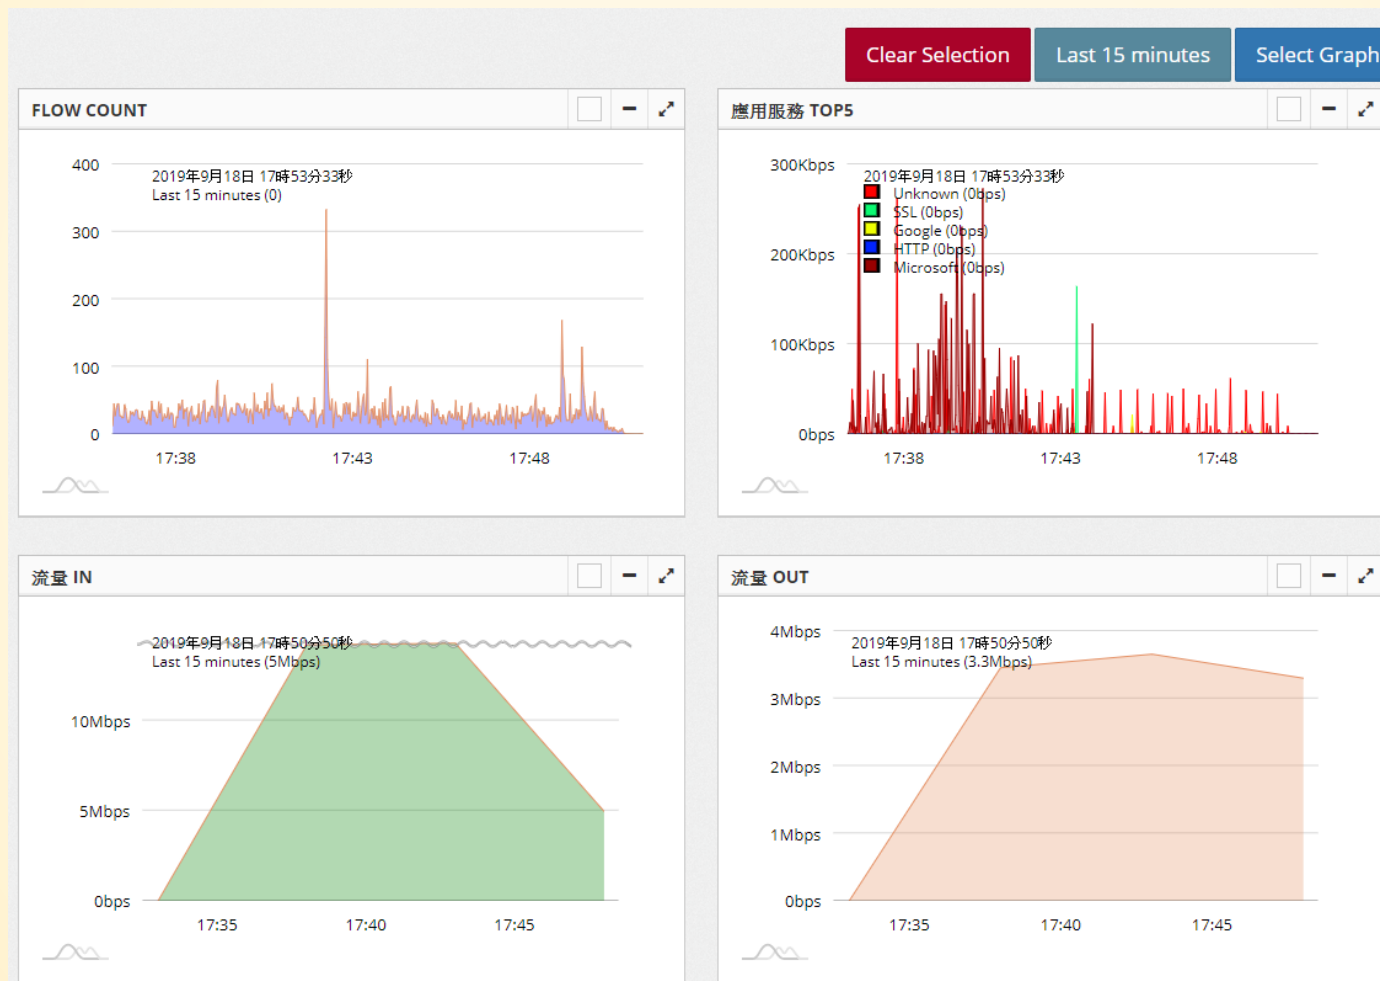 Clear Selection
Last 15 minutes
Select Graph
FLOW COUNT
400
2019年9月18日 17時53分33秒
Last 15 minutes (0)
300
200
100
0
17:38
17:43
17:48
應用服務 TOP5
300Kbps
2019年9月18日 17時53分33秒
Unknown (0bps)
SSL (0bps)
Google (0bps)
HTTP (0bps)
Microsoft (0bps)
200Kbps
100Kbps
0bps
17:38
17:43
17:48
流量 IN
2019年9月18日 17時50分50秒
Last 15 minutes (5Mbps)
10Mbps
5Mbps
0bps
17:35
17:40
17:45
流量 OUT
4Mbps
2019年9月18日 17時50分50秒
Last 15 minutes (3.3Mbps)
3Mbps
2Mbps
1Mbps
0bps
17:35
17:40
17:45